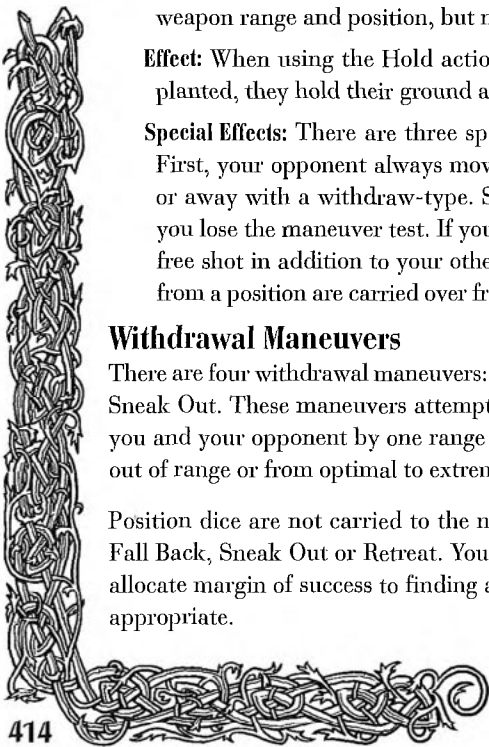 weapon range and position, but n
Effect: When using the Hold actio
planted, they hold their ground a
Special Effects: There are three sp
First, your opponent always mov
or away with a withdraw-type. S
you lose the maneuver test. If you
free shot in addition to your othe
from a position are carried over fr
Withdrawal Maneuvers
There are four withdrawal maneuvers:
Sneak Out. These maneuvers attempt
you and your opponent by one range
out of range or from optimal to extrem
Position dice are not carried to the n
Fall Back, Sneak Out or Retreat. You
allocate margin of success to finding a
appropriate.
414